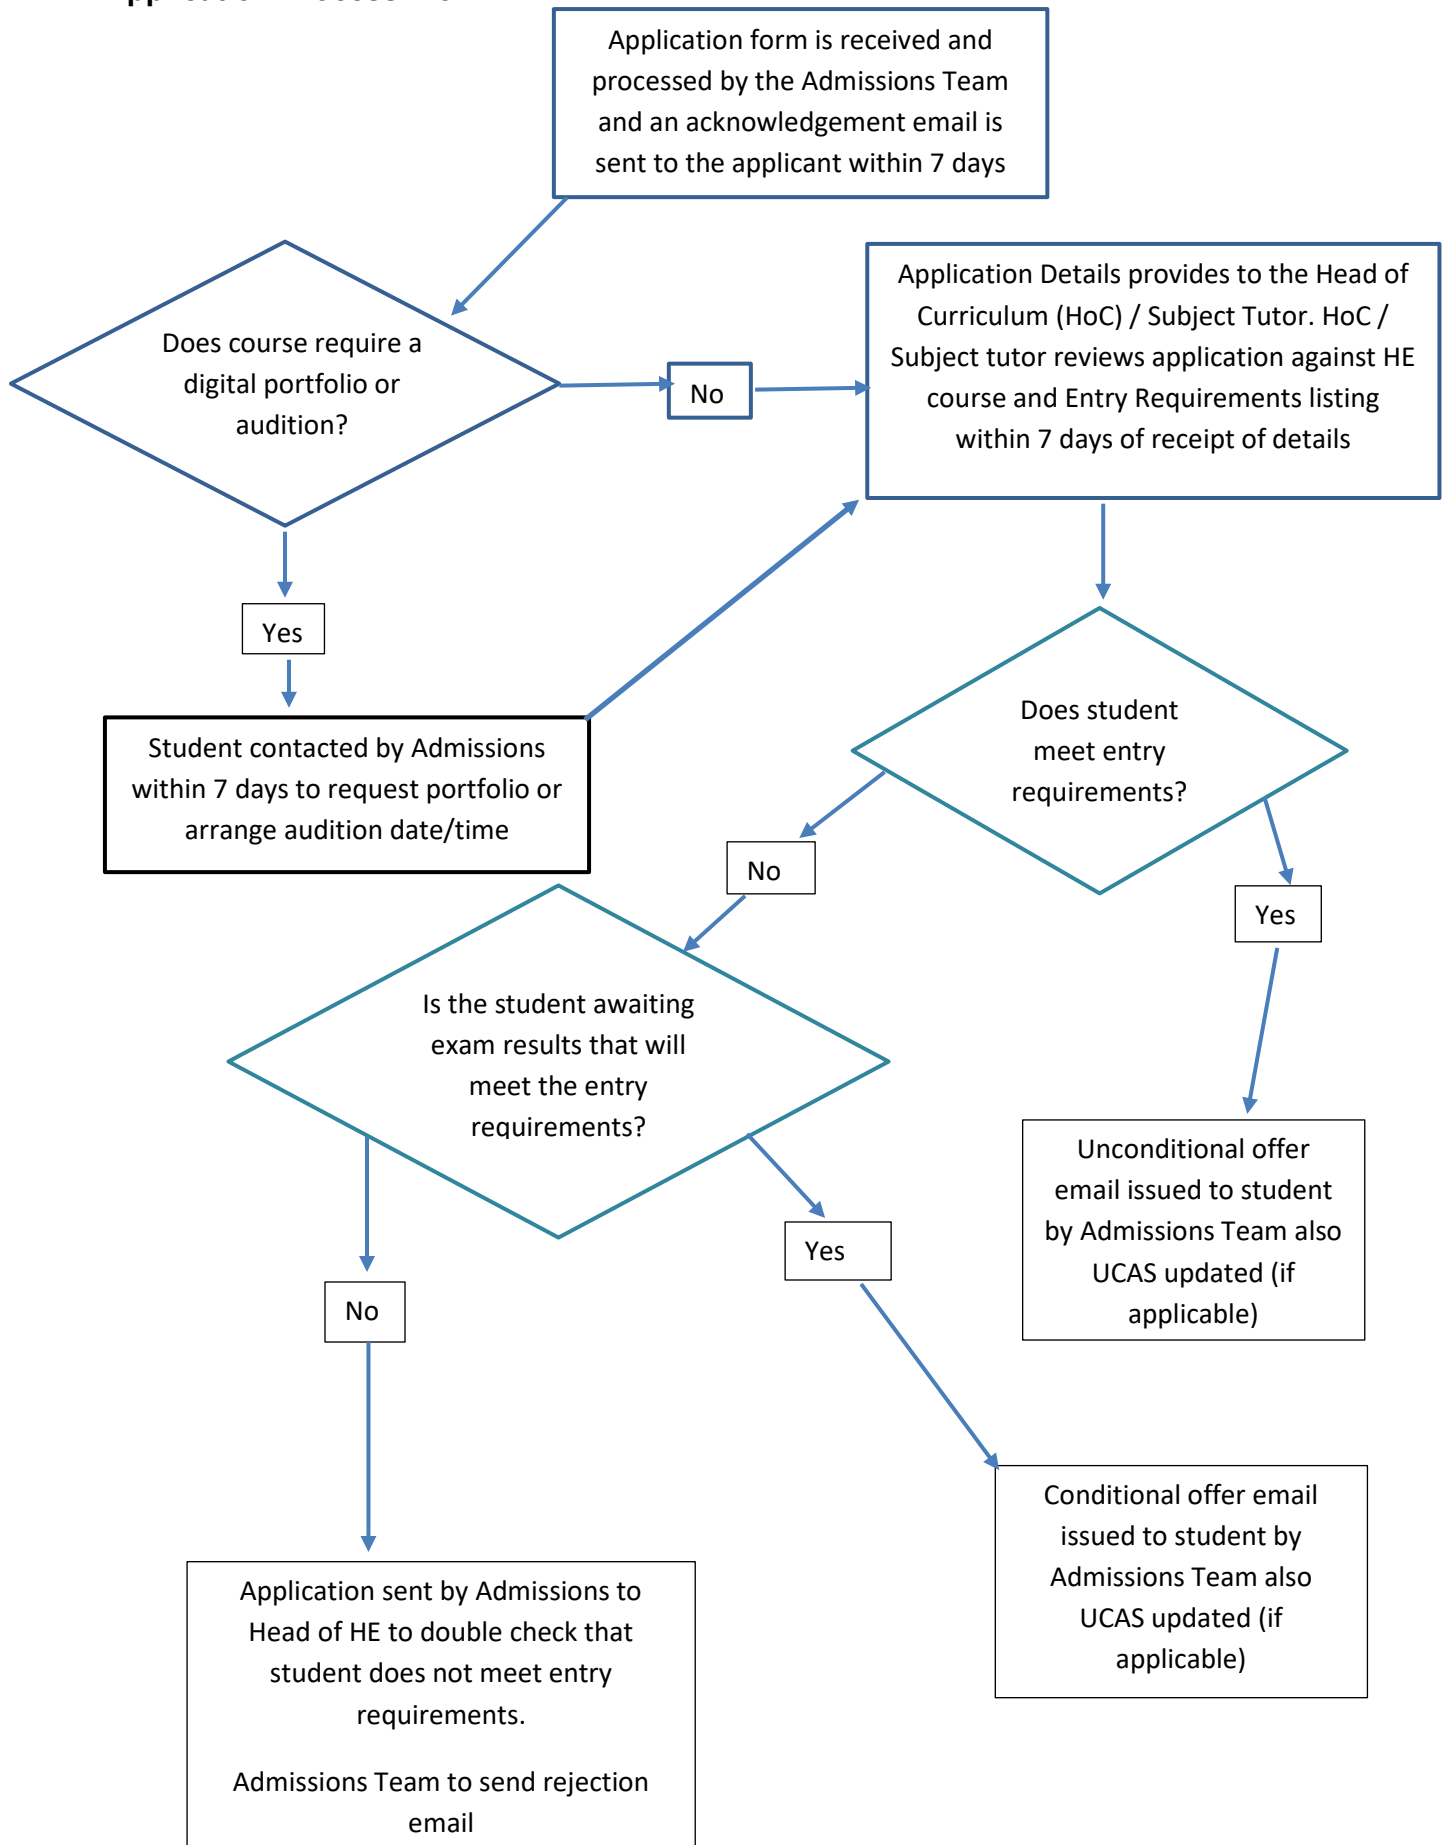 Application form is received and
processed by the Admissions Team
and an acknowledgement email is
sent to the applicant within 7 days
Does course require a
digital portfolio or
audition?
No
Application Details provides to the Head of
Curriculum (HoC) / Subject Tutor. HoC /
Subject tutor reviews application against HE
course and Entry Requirements listing
within 7 days of receipt of details
Yes
Student contacted by Admissions
within 7 days to request portfolio or
arrange audition date/time
Does student
meet entry
requirements?
No
Yes
Is the student awaiting
exam results that will
meet the entry
requirements?
Unconditional offer
email issued to student
by Admissions Team also
UCAS updated (if
applicable)
Yes
No
Conditional offer email
issued to student by
Admissions Team also
UCAS updated (if
applicable)
Application sent by Admissions to
Head of HE to double check that
student does not meet entry
requirements.
Admissions Team to send rejection
email